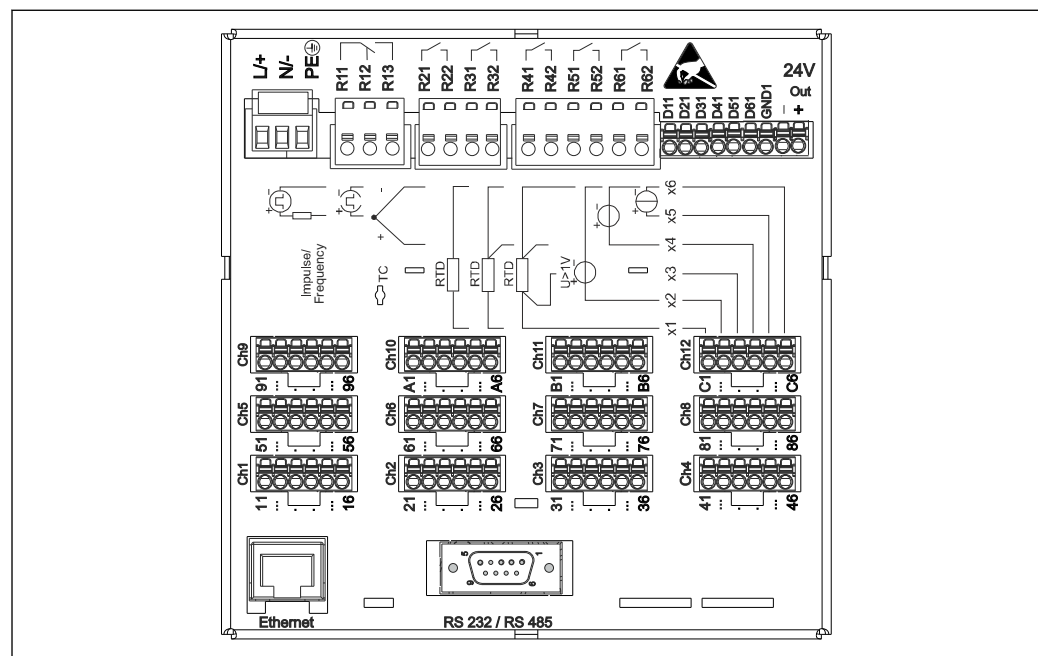 L/+ N/- PE
R11 R12 R13
R21 R22 R31 R32
R41 R42 R51 R52 R61 R62
D11 D21 D31 D41 D51 D61 GND1 - +
24V
Out
- + - + - +
Impulse/
Frequency
TC
RTD RTD RTD
U>1V
+ - + - + -
x6
x5
x4
x3
x2
x1
Ch9 91 ... . . ... 96
Ch10 A1 ... . . ... A6
Ch11 B1 ... . . ... B6
Ch12 C1 ... . . ... C6
Ch5 51 ... . . ... 56
Ch6 61 ... . . ... 66
Ch7 71 ... . . ... 76
Ch8 81 ... . . ... 86
Ch1 11 ... . . ... 16
Ch2 21 ... . . ... 26
Ch3 31 ... . . ... 36
Ch4 41 ... . . ... 46
5 1
9 6
Ethernet
RS 232 / RS 485